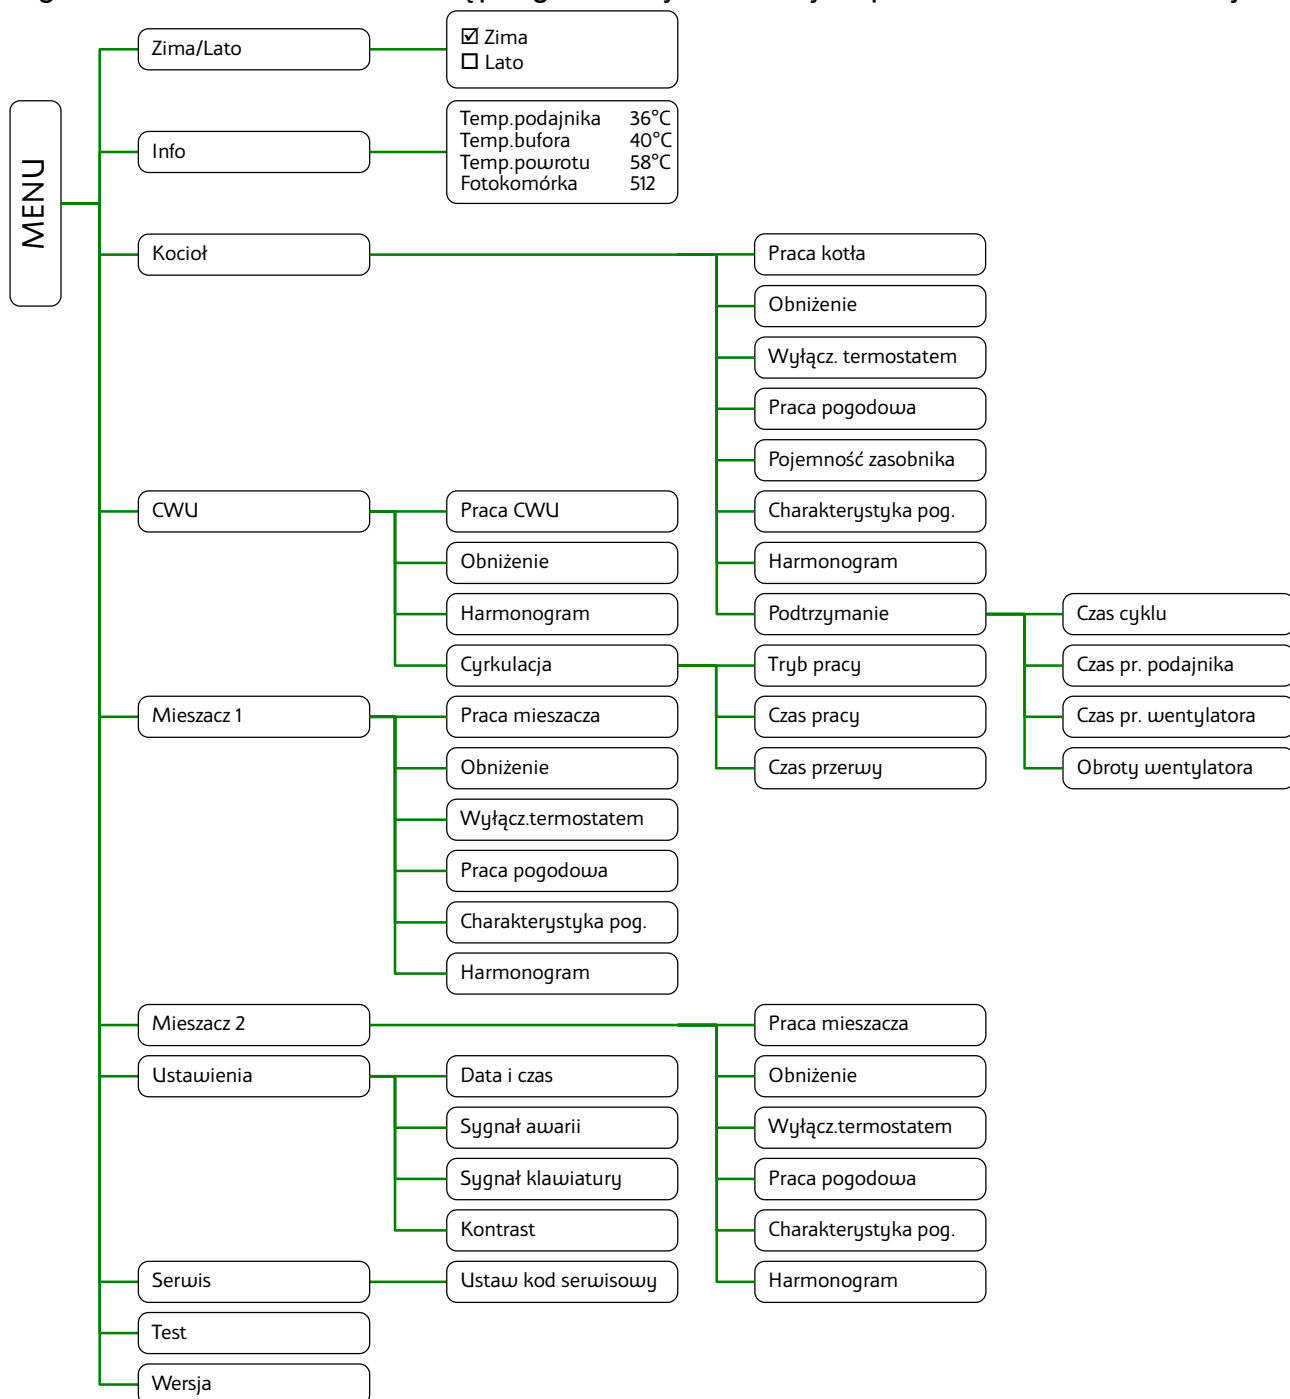 MENU
Zima/Lato
☑ Zima
☐ Lato
Info
Temp.podajnika 36°C
Temp.bufora 40°C
Temp.powrotu 58°C
Fotokomórka 512
Kocioł
Praca kotła
Obniżenie
Wyłącz. termostatem
Praca pogodowa
Pojemność zasobnika
Charakterystyka pog.
Harmonogram
Podtrzymanie
Czas cyklu
Czas pr. podajnika
Czas pr. wentylatora
Obroty wentylatora
CWU
Praca CWU
Obniżenie
Harmonogram
Cyrkulacja
Tryb pracy
Czas pracy
Czas przerwy
Mieszacz 1
Praca mieszacza
Obniżenie
Wyłącz.termostatem
Praca pogodowa
Charakterystyka pog.
Harmonogram
Mieszacz 2
Praca mieszacza
Obniżenie
Wyłącz.termostatem
Praca pogodowa
Charakterystyka pog.
Harmonogram
Ustawienia
Data i czas
Sygnał awarii
Sygnał klawiatury
Kontrast
Serwis
Ustaw kod serwisowy
Test
Wersja